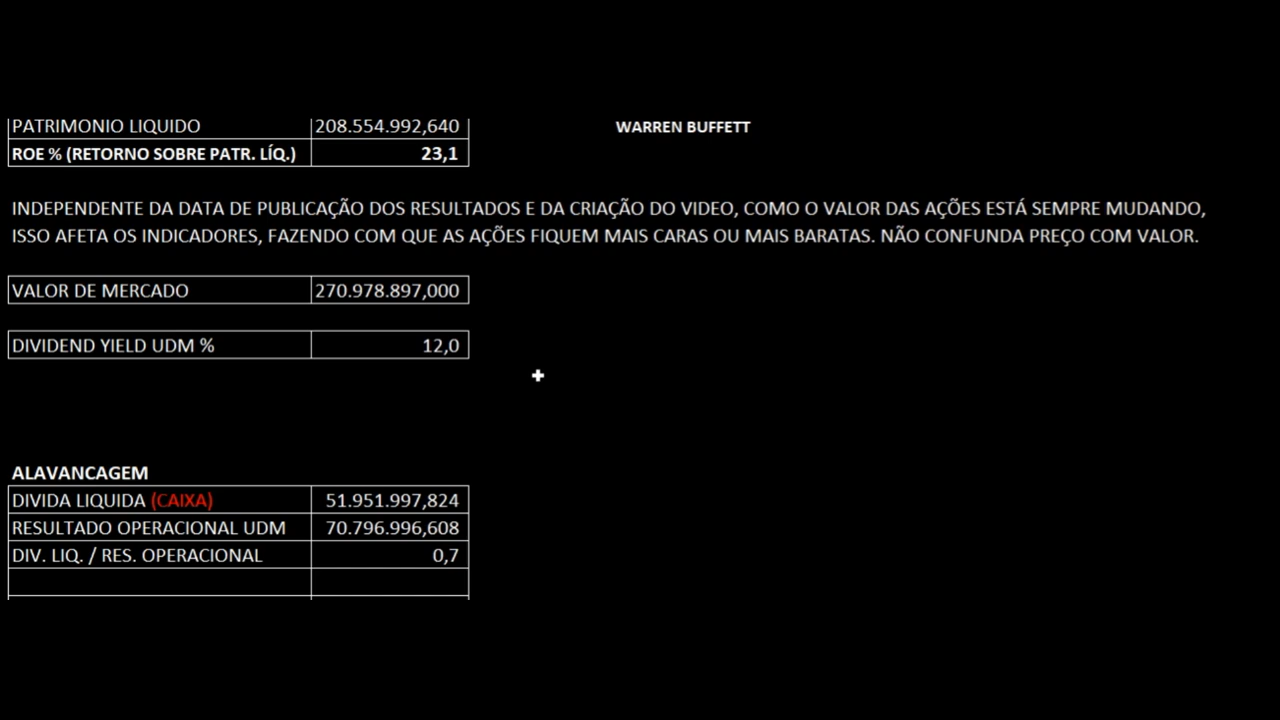 PATRIMONIO LIQUIDO 208.554.992,640 WARREN BUFFETT
ROE % (RETORNO SOBRE PATR. LÍQ.) 23,1
INDEPENDENTE DA DATA DE PUBLICAÇÃO DOS RESULTADOS E DA CRIAÇÃO DO VIDEO, COMO O VALOR DAS AÇÕES ESTÁ SEMPRE MUDANDO,
ISSO AFETA OS INDICADORES, FAZENDO COM QUE AS AÇÕES FIQUEM MAIS CARAS OU MAIS BARATAS. NÃO CONFUNDA PREÇO COM VALOR.
VALOR DE MERCADO 270.978.897,000
DIVIDEND YIELD UDM % 12,0
ALAVANCAGEM
DIVIDA LIQUIDA (CAIXA) 51.951.997,824
RESULTADO OPERACIONAL UDM 70.796.996,608
DIV. LIQ. / RES. OPERACIONAL 0,7